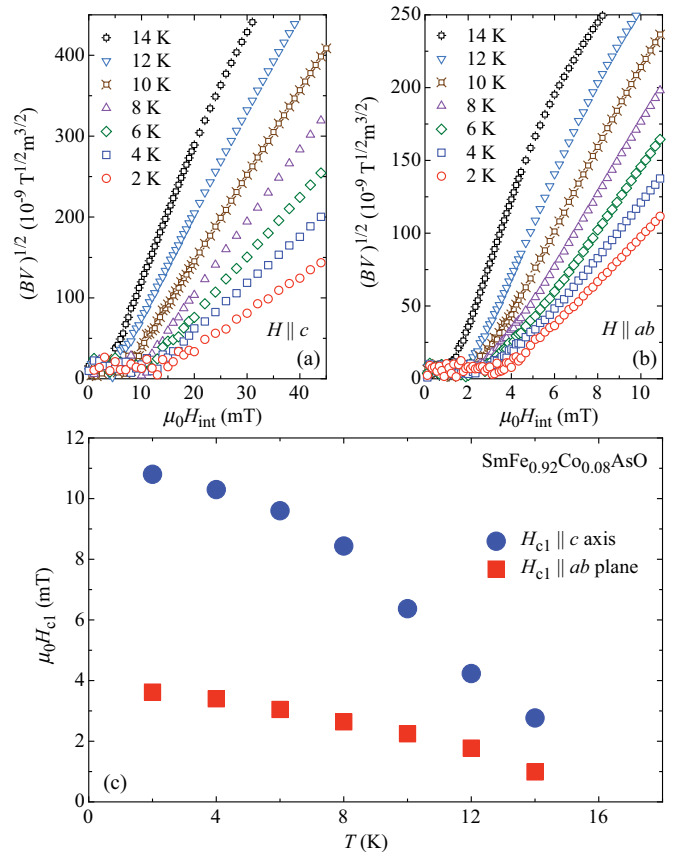 400
300
200
100
0
(BV)^1/2 (10^-9 T^1/2m^3/2)
14 K
12 K
10 K
8 K
6 K
4 K
2 K
H || c
(a)
0 10 20 30 40
μ0Hint (mT)
250
200
150
100
50
0
(BV)^1/2 (10^-9 T^1/2m^3/2)
14 K
12 K
10 K
8 K
6 K
4 K
2 K
H || ab
(b)
0 2 4 6 8 10
μ0Hint (mT)
12
10
8
6
4
2
0
μ0Hc1 (mT)
SmFe0.92Co0.08AsO
Hc1 || c axis
Hc1 || ab plane
(c)
0 4 8 12 16
T (K)